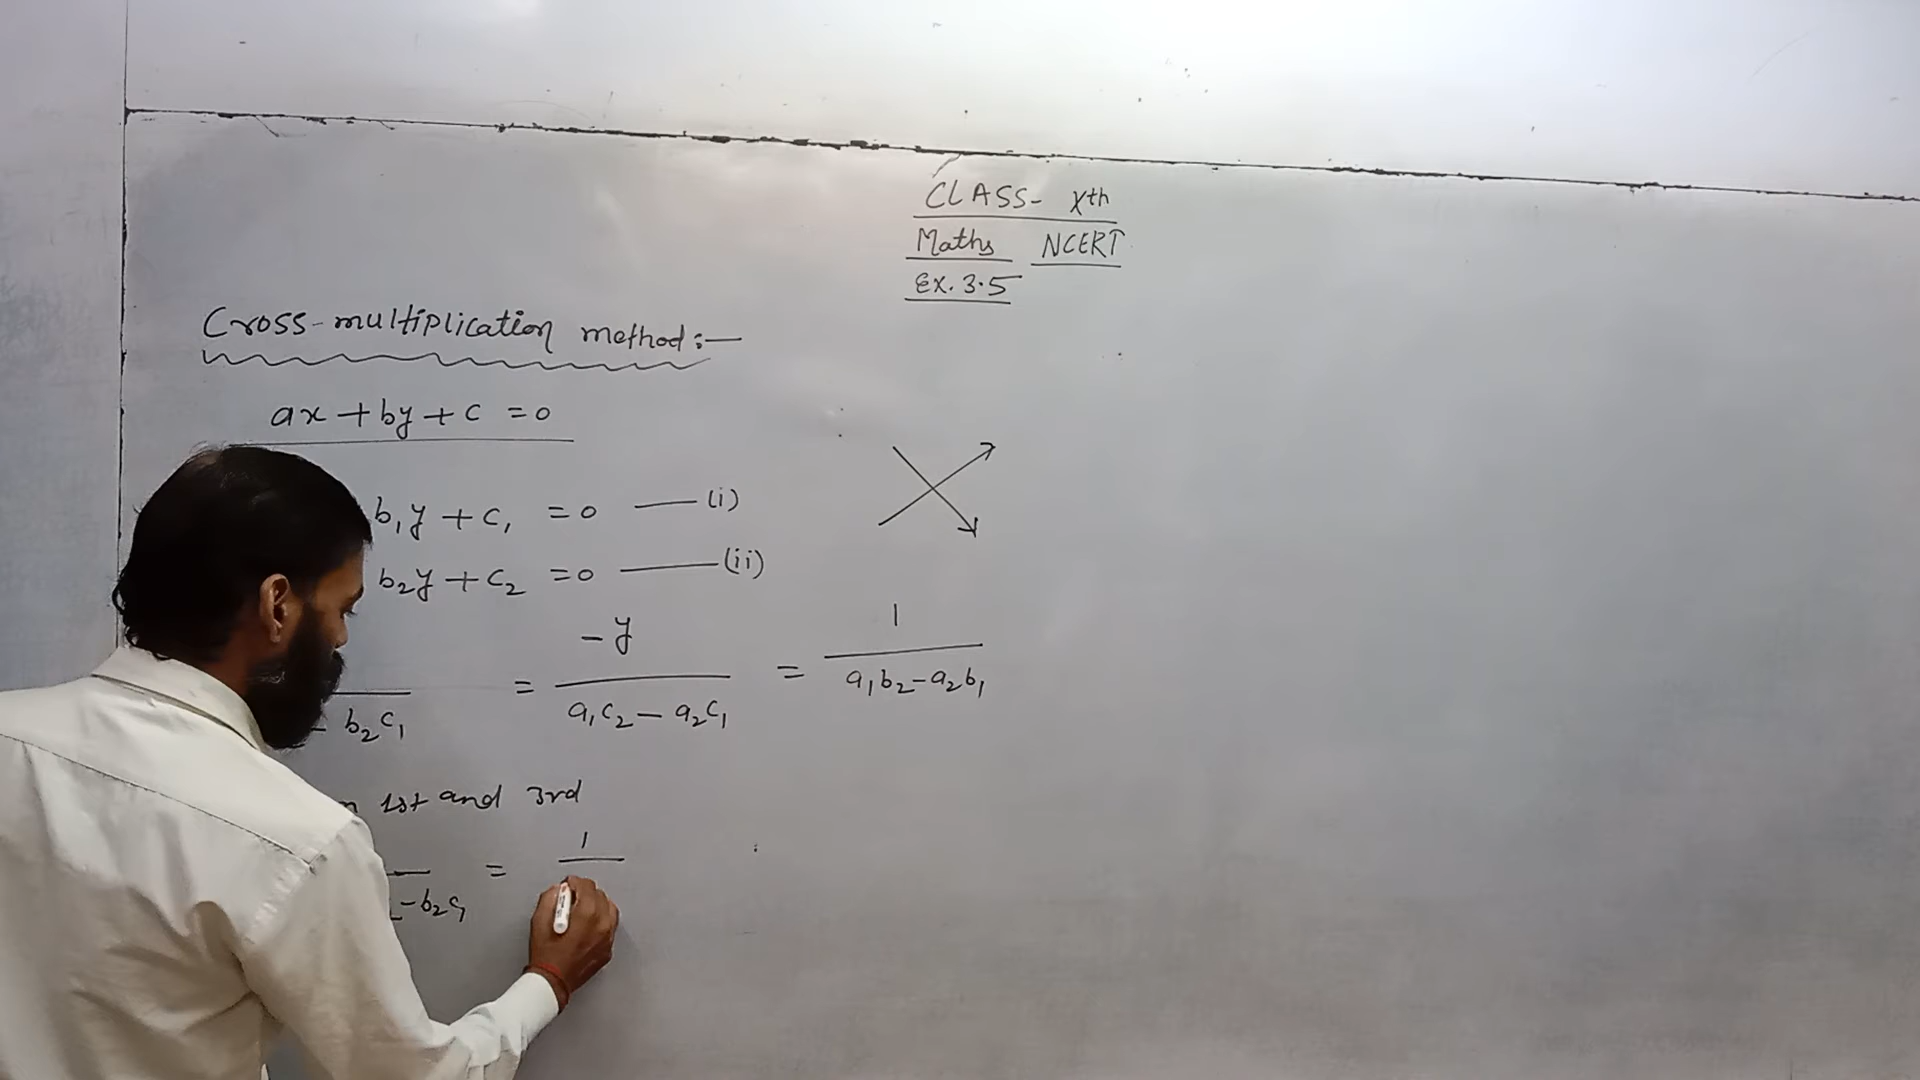 CLASS- Xth
Maths NCERT
Ex. 3.5
Cross-multiplication method:—
ax + by + c = 0
b₁y + c₁ = 0 —— (i)
b₂y + c₂ = 0 —— (ii)
-y 1
= =
b₂c₁ a₁c₂ - a₂c₁ a₁b₂-a₂b₁
1st and 3rd
1
=
-b₂c₁